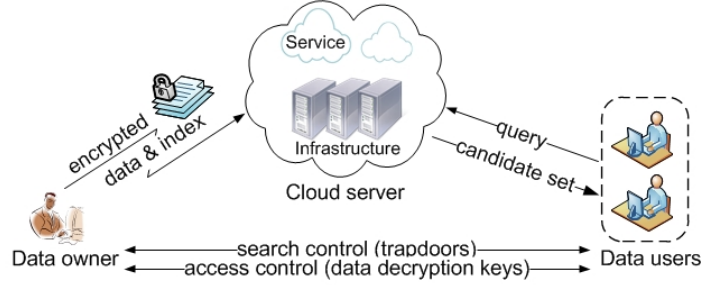 Service
Infrastructure
Cloud server
encrypted
data & index
query
candidate set
Data owner
search control (trapdoors)
access control (data decryption keys)
Data users